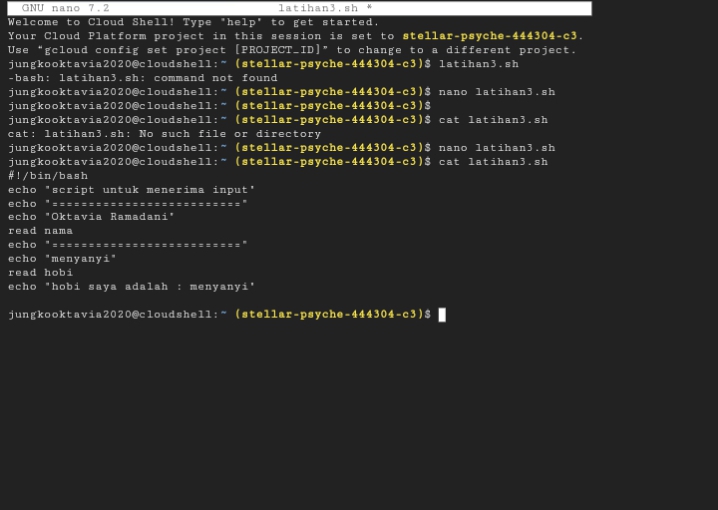 GNU nano 7.2 latihan3.sh *
Welcome to Cloud Shell! Type "help" to get started.
Your Cloud Platform project in this session is set to stellar-psyche-444304-c3.
Use "gcloud config set project [PROJECT_ID]" to change to a different project.
jungkooktavia2020@cloudshell:~ (stellar-psyche-444304-c3)$ latihan3.sh
-bash: latihan3.sh: command not found
jungkooktavia2020@cloudshell:~ (stellar-psyche-444304-c3)$ nano latihan3.sh
jungkooktavia2020@cloudshell:~ (stellar-psyche-444304-c3)$
jungkooktavia2020@cloudshell:~ (stellar-psyche-444304-c3)$ cat latihan3.sh
cat: latihan3.sh: No such file or directory
jungkooktavia2020@cloudshell:~ (stellar-psyche-444304-c3)$ nano latihan3.sh
jungkooktavia2020@cloudshell:~ (stellar-psyche-444304-c3)$ cat latihan3.sh
#!/bin/bash
echo "script untuk menerima input"
echo "=========================="
echo "Oktavia Ramadani"
read nama
echo "=========================="
echo "menyanyi"
read hobi
echo "hobi saya adalah : menyanyi"
jungkooktavia2020@cloudshell:~ (stellar-psyche-444304-c3)$